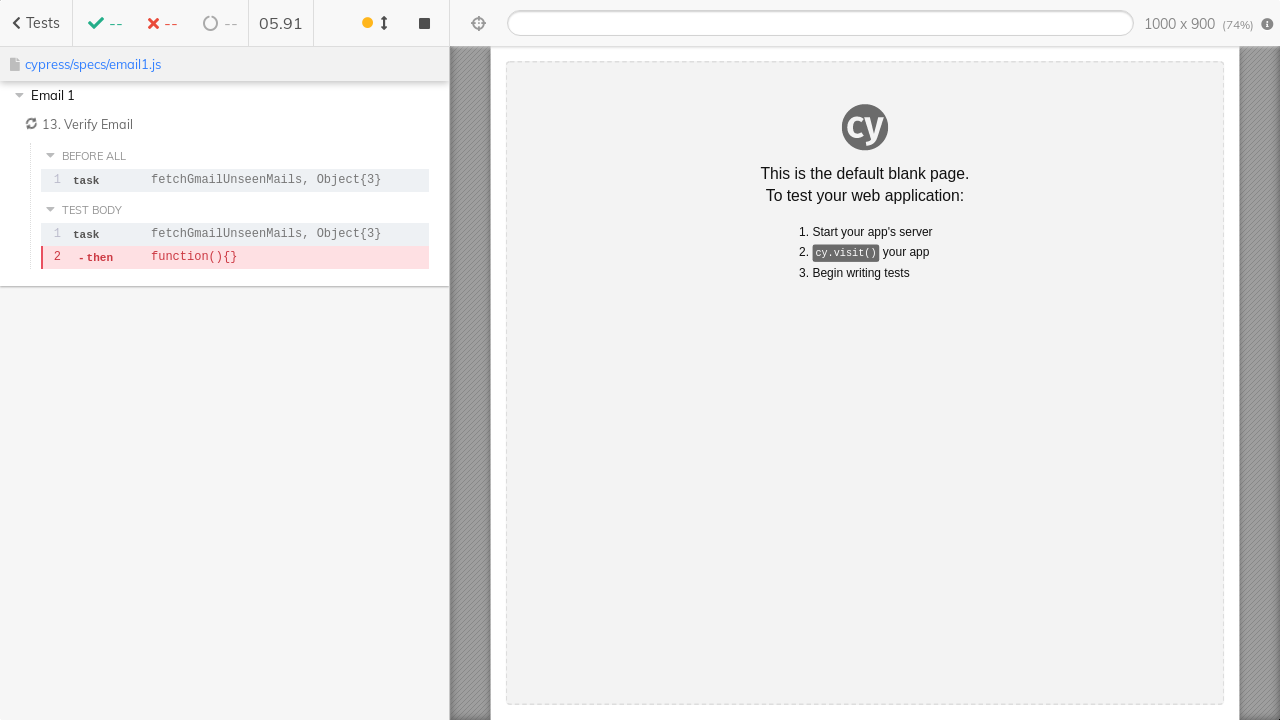 Tests
--
--
--
05.91
1000 x 900 (74%)
cypress/specs/email1.js
Email 1
13. Verify Email
BEFORE ALL
1 task fetchGmailUnseenMails, Object{3}
TEST BODY
1 task fetchGmailUnseenMails, Object{3}
2 -then function(){}
cy
This is the default blank page.
To test your web application:
1. Start your app's server
2. cy.visit() your app
3. Begin writing tests